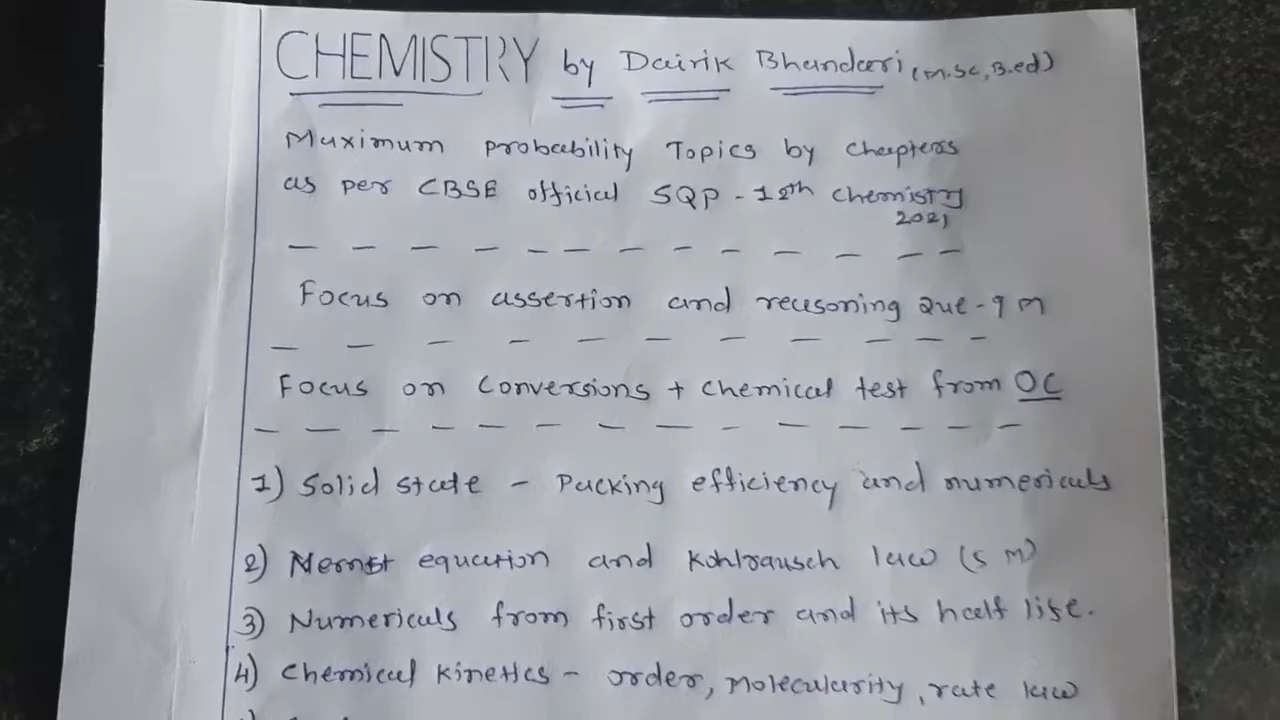 CHEMISTRY by Dairik Bhandari (M.Sc, B.ed)
Maximum probability Topics by chapters
as per CBSE official SQP - 12th chemistry
2021
Focus on assertion and reasoning Que - 9 M
Focus on conversions + chemical test from OC
1) Solid state - Packing efficiency and numericals
2) Nernst equation and Kohlrausch law (5 M)
3) Numericals from first order and its half life.
4) Chemical Kinetics - order, molecularity, rate law